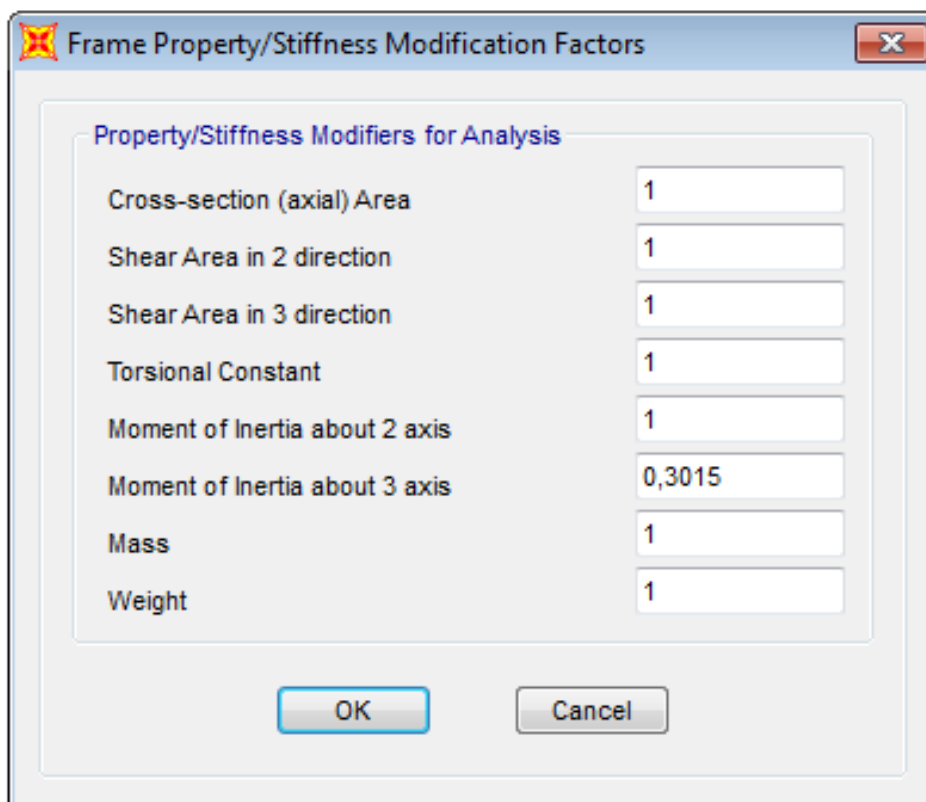 Frame Property/Stiffness Modification Factors
Property/Stiffness Modifiers for Analysis
Cross-section (axial) Area 1
Shear Area in 2 direction 1
Shear Area in 3 direction 1
Torsional Constant 1
Moment of Inertia about 2 axis 1
Moment of Inertia about 3 axis 0,3015
Mass 1
Weight 1
OK Cancel